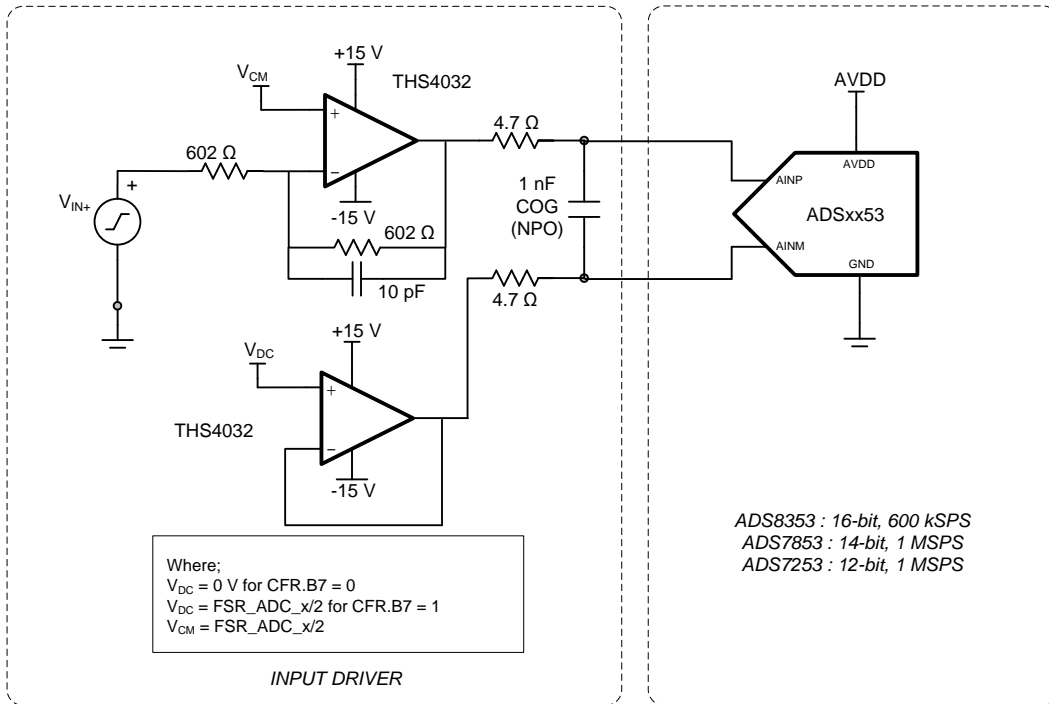 +15 V
V_CM
THS4032
+
−
-15 V
602 Ω
+
V_IN+
602 Ω
10 pF
4.7 Ω
1 nF
COG
(NPO)
4.7 Ω
+15 V
V_DC
+
−
THS4032
-15 V
Where;
V_DC = 0 V for CFR.B7 = 0
V_DC = FSR_ADC_x/2 for CFR.B7 = 1
V_CM = FSR_ADC_x/2
INPUT DRIVER
AVDD
AVDD
AINP
ADSxx53
AINM
GND
ADS8353 : 16-bit, 600 kSPS
ADS7853 : 14-bit, 1 MSPS
ADS7253 : 12-bit, 1 MSPS